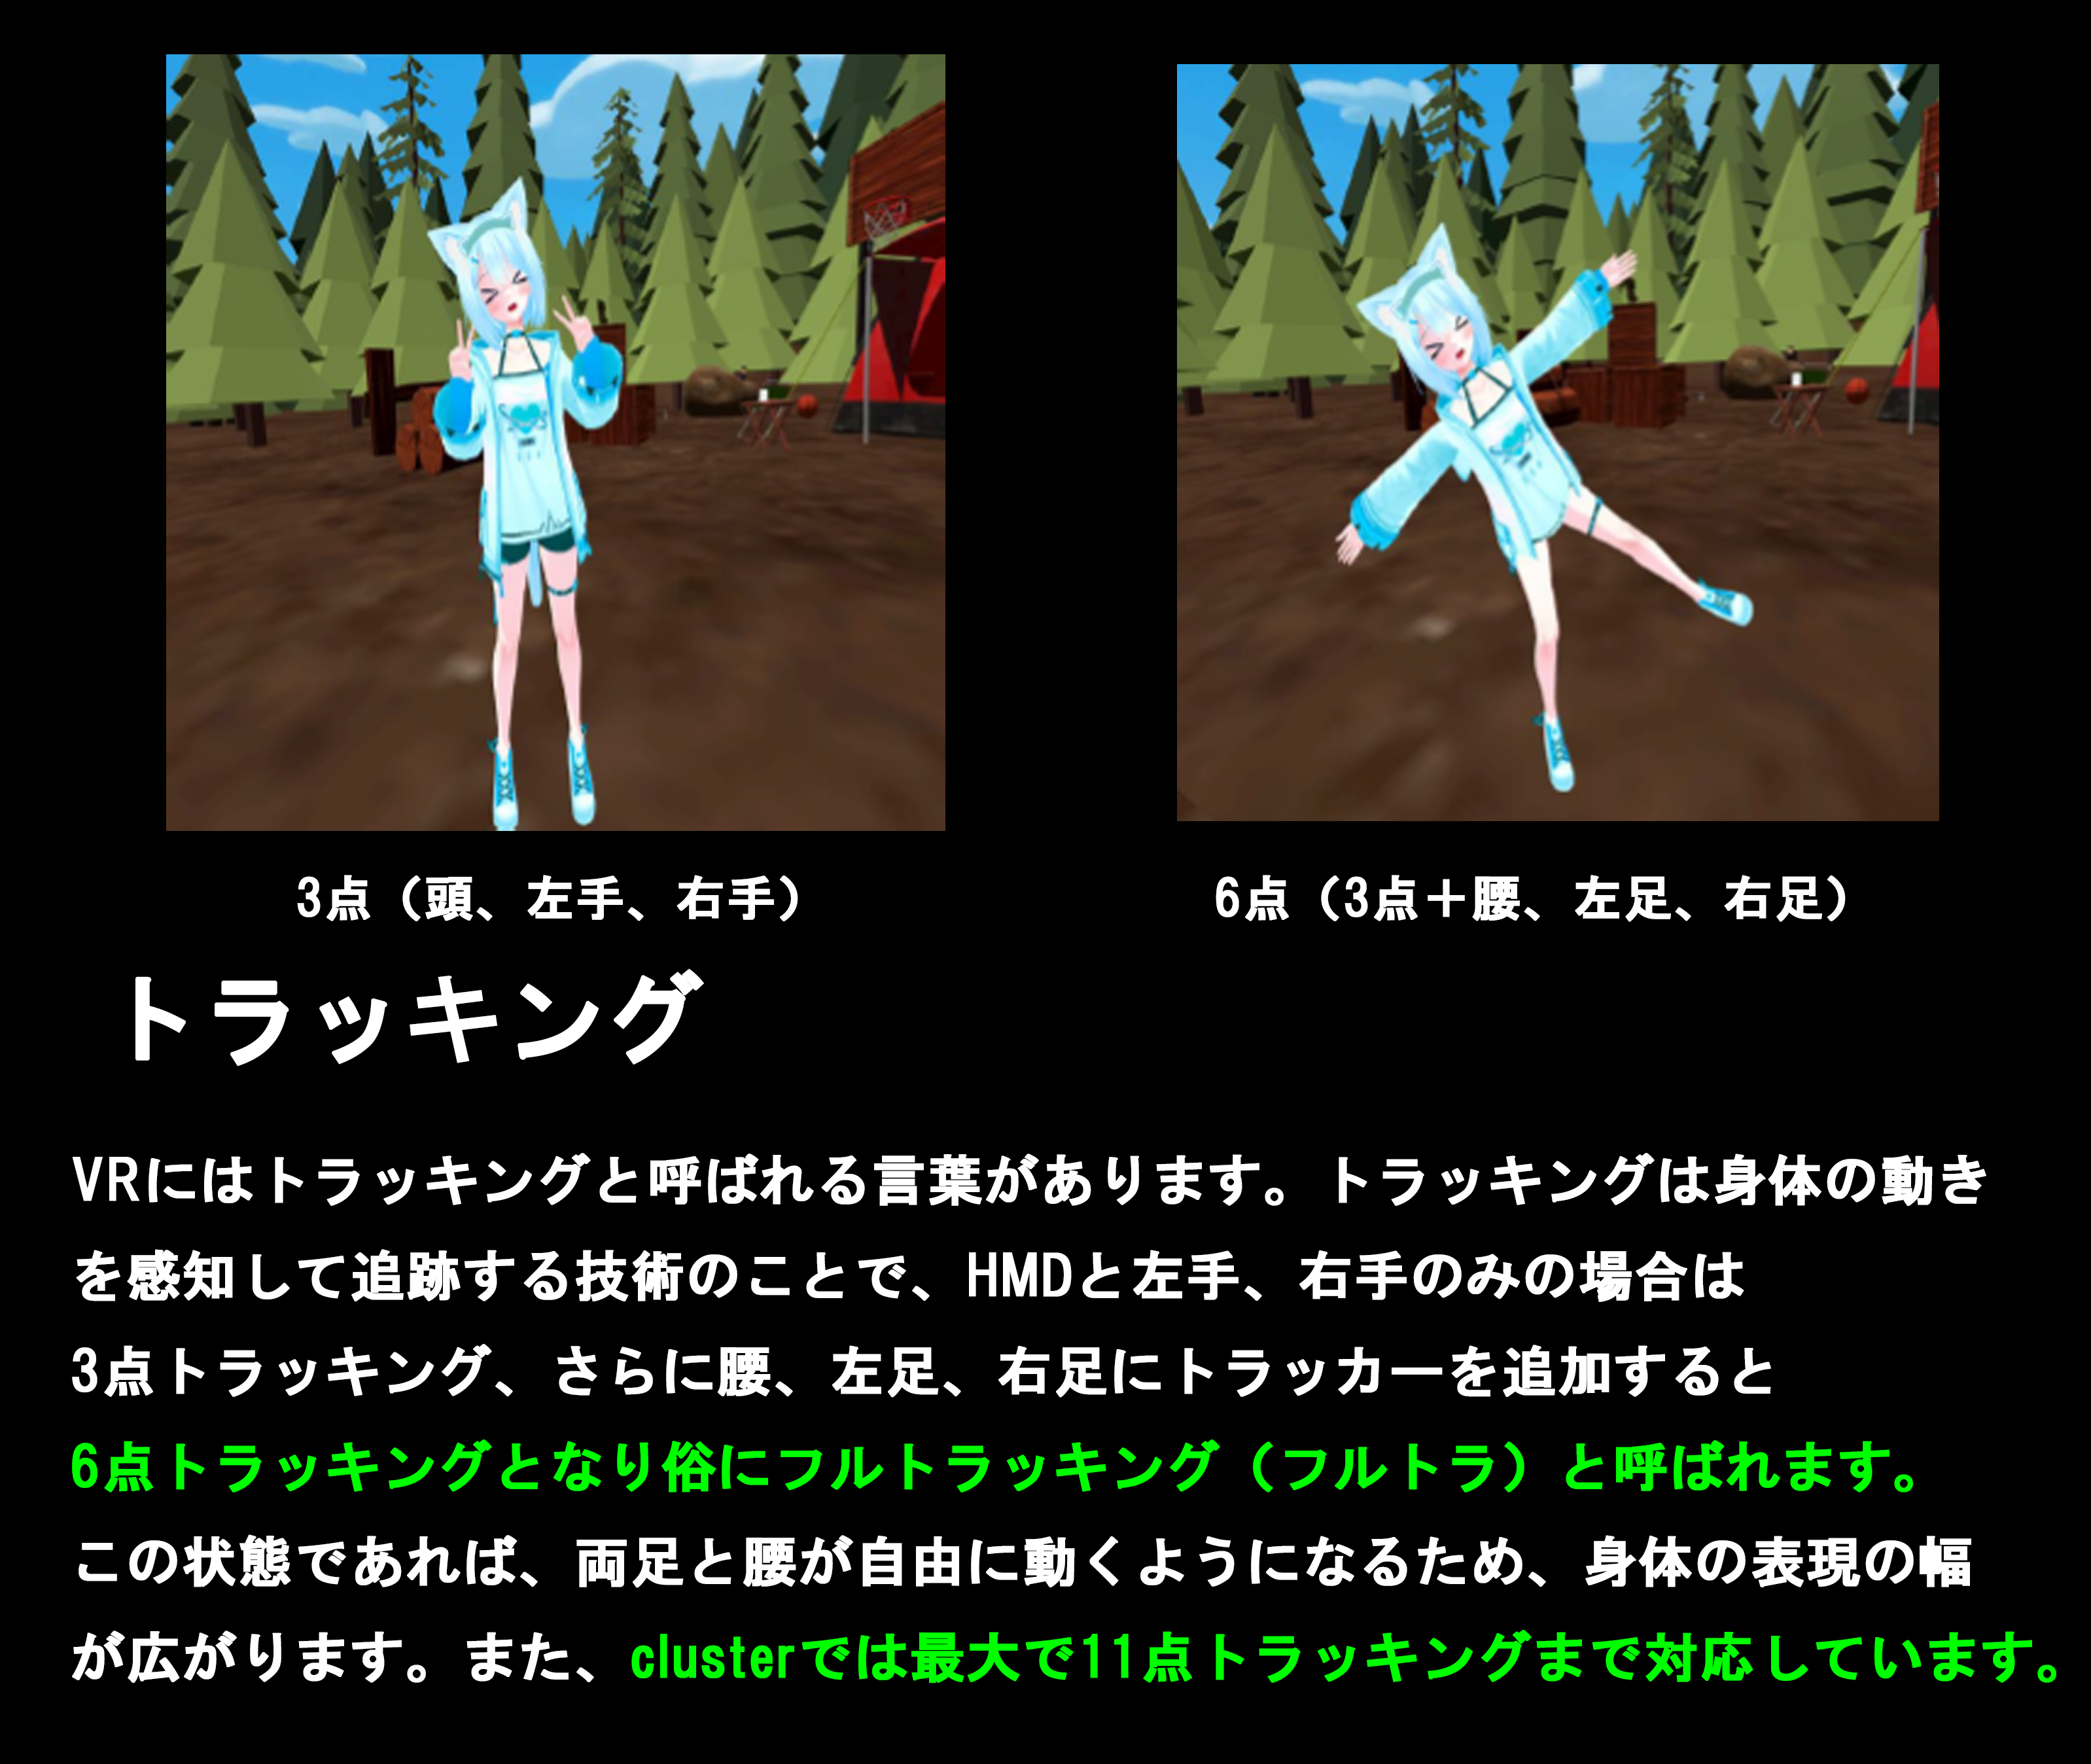 3点（頭、左手、右手）
6点（3点＋腰、左足、右足）
トラッキング
VRにはトラッキングと呼ばれる言葉があります。トラッキングは身体の動き
を感知して追跡する技術のことで、HMDと左手、右手のみの場合は
3点トラッキング、さらに腰、左足、右足にトラッカーを追加すると
6点トラッキングとなり俗にフルトラッキング（フルトラ）と呼ばれます。
この状態であれば、両足と腰が自由に動くようになるため、身体の表現の幅
が広がります。また、clusterでは最大で11点トラッキングまで対応しています。